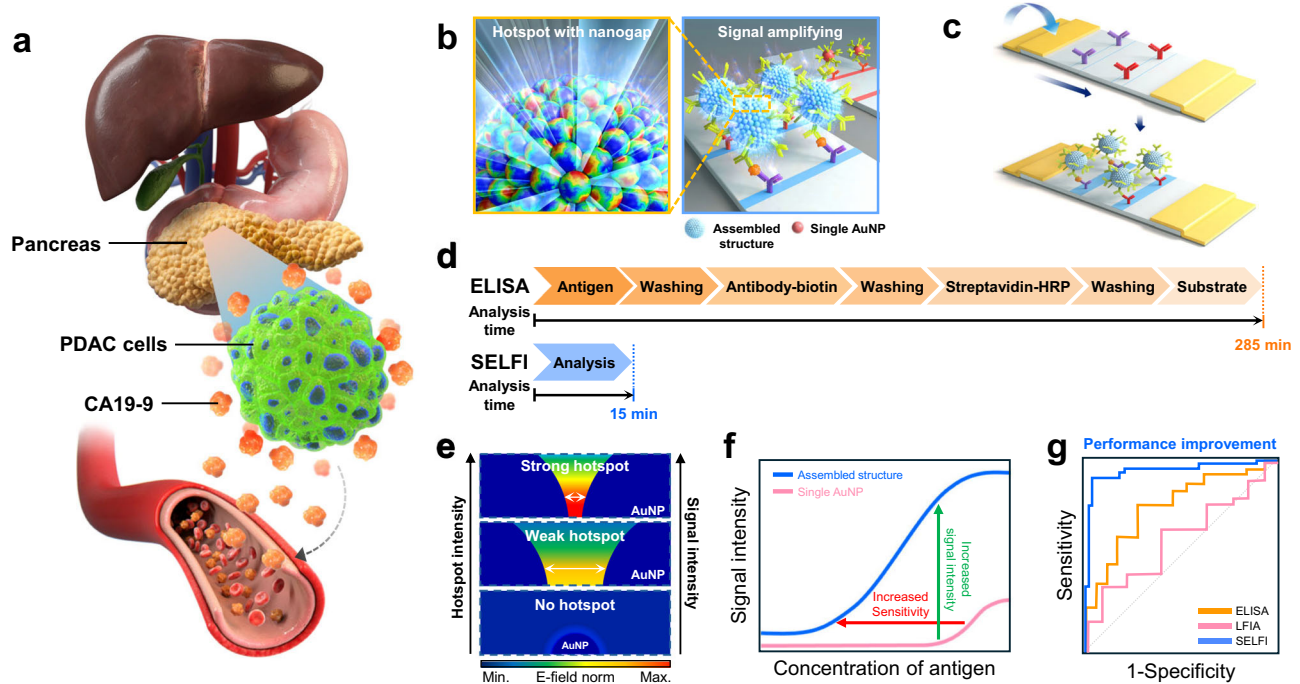 a
Pancreas
PDAC cells
CA19-9
b
Hotspot with nanogap
Signal amplifying
Assembled
structure
Single AuNP
c
d
ELISA
Antigen
Washing
Antibody-biotin
Washing
Streptavidin-HRP
Washing
Substrate
Analysis
time
285 min
SELFI
Analysis
Analysis
time
15 min
e
Hotspot intensity
Strong hotspot
AuNP
Weak hotspot
AuNP
No hotspot
AuNP
Signal intensity
Min.
E-field norm
Max.
f
Signal intensity
Assembled structure
Single AuNP
Increased
signal intensity
Increased
Sensitivity
Concentration of antigen
g
Performance improvement
Sensitivity
ELISA
LFIA
SELFI
1-Specificity